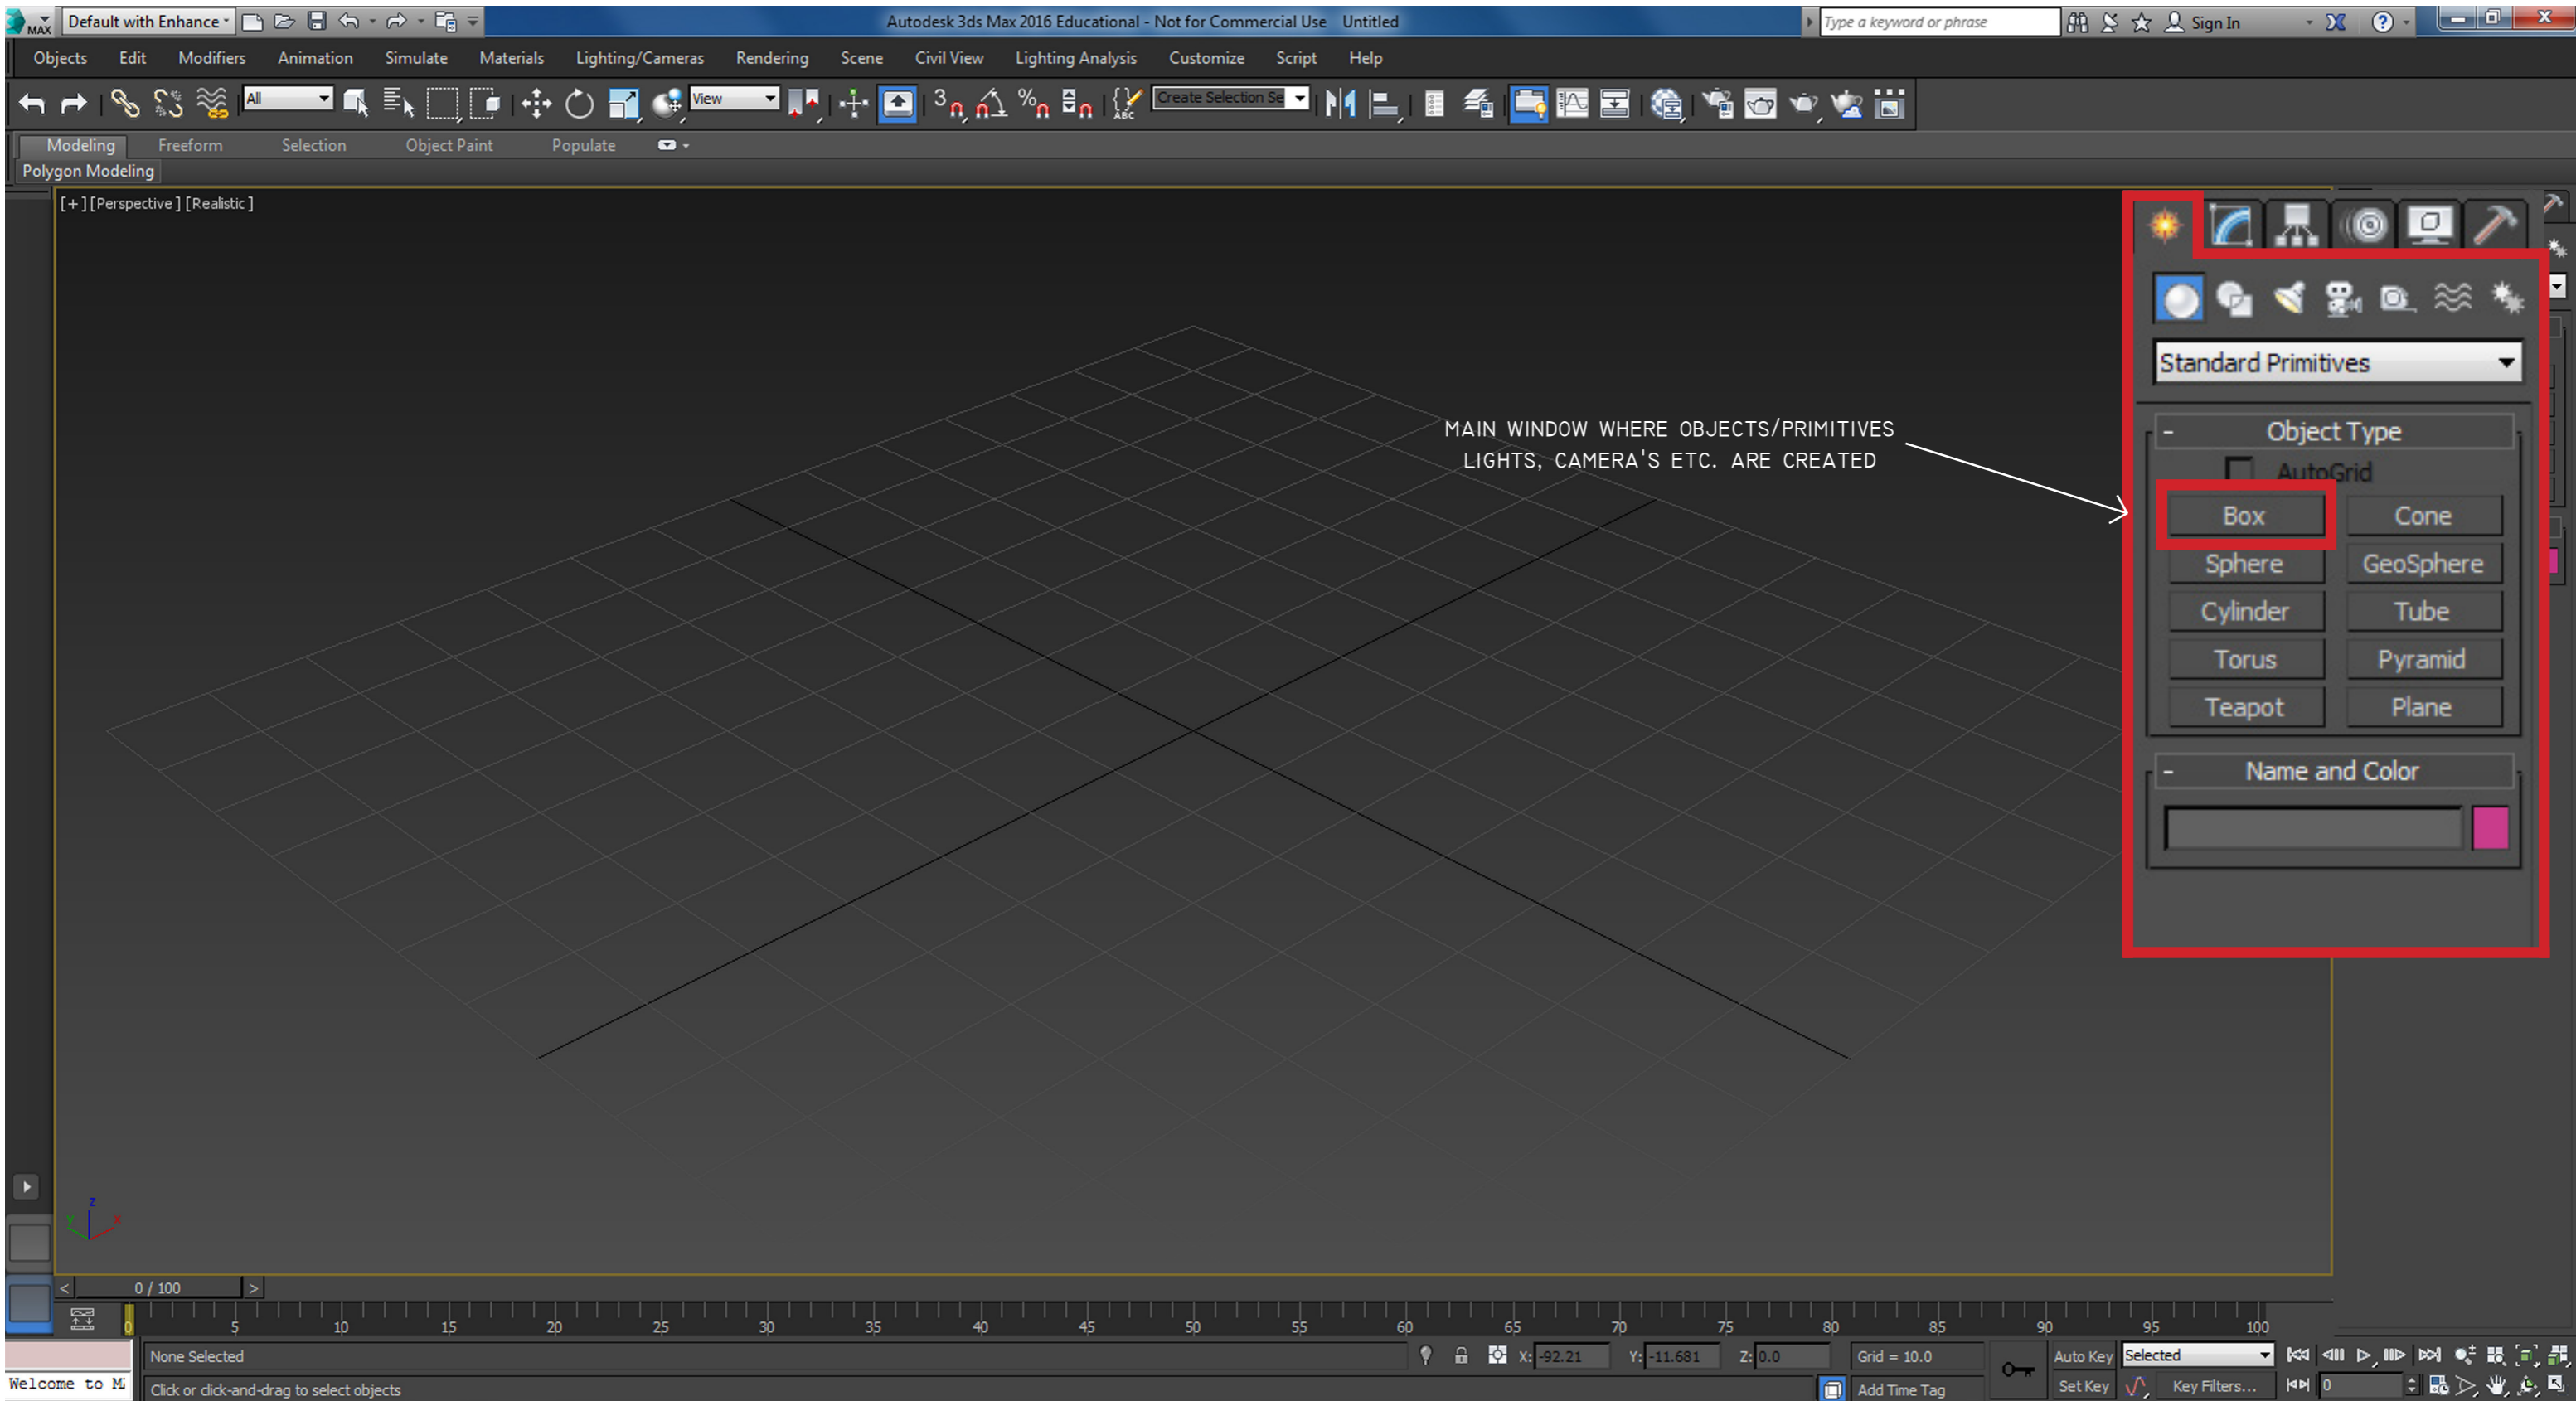 MAX Default with Enhance Autodesk 3ds Max 2016 Educational - Not for Commercial Use Untitled Type a keyword or phrase Sign In
Objects Edit Modifiers Animation Simulate Materials Lighting/Cameras Rendering Scene Civil View Lighting Analysis Customize Script Help
All View 3 % ABC Create Selection Se
Modeling Freeform Selection Object Paint Populate
Polygon Modeling
[+] [Perspective] [Realistic]
Standard Primitives
MAIN WINDOW WHERE OBJECTS/PRIMITIVES
LIGHTS, CAMERA'S ETC. ARE CREATED
- Object Type
AutoGrid
Box Cone
Sphere GeoSphere
Cylinder Tube
Torus Pyramid
Teapot Plane
- Name and Color
z
y x
< 0 / 100 >
0 5 10 15 20 25 30 35 40 45 50 55 60 65 70 75 80 85 90 95 100
None Selected X: -92.21 Y: -11.681 Z: 0.0 Grid = 10.0 Auto Key Selected
Welcome to M Click or click-and-drag to select objects Add Time Tag Set Key Key Filters... 0